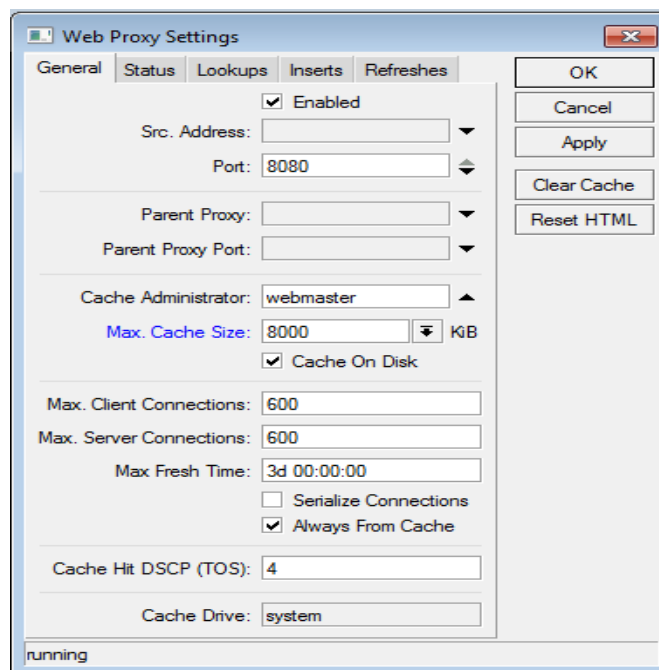 Web Proxy Settings
General Status Lookups Inserts Refreshes
OK
Cancel
Apply
Clear Cache
Reset HTML
Enabled
Src. Address:
Port: 8080
Parent Proxy:
Parent Proxy Port:
Cache Administrator: webmaster
Max. Cache Size: 8000 KiB
Cache On Disk
Max. Client Connections: 600
Max. Server Connections: 600
Max Fresh Time: 3d 00:00:00
Serialize Connections
Always From Cache
Cache Hit DSCP (TOS): 4
Cache Drive: system
running